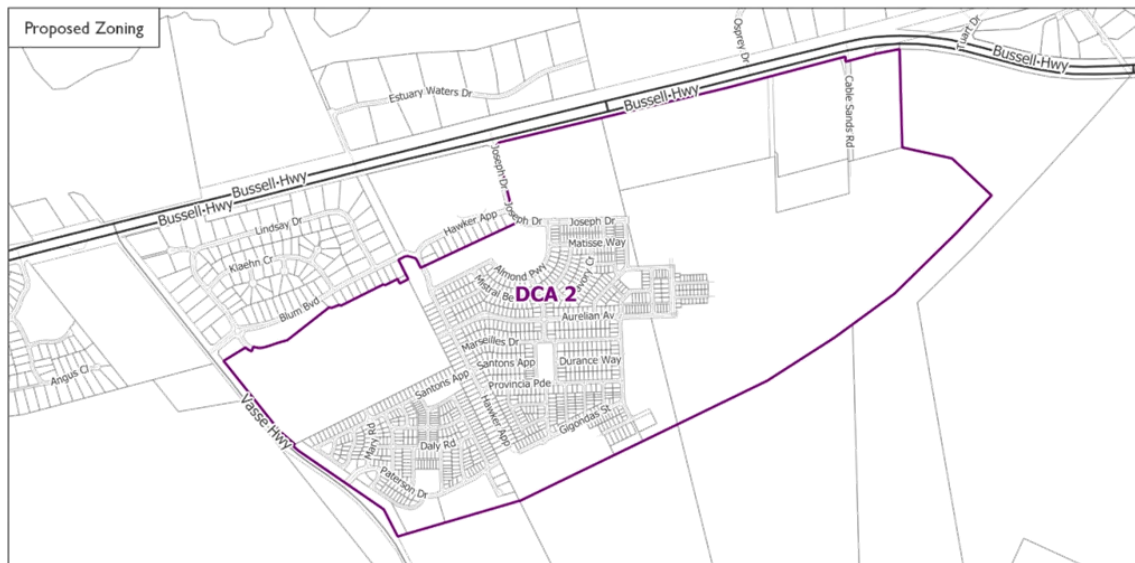 Proposed Zoning
Osprey Dr
Tuart Dr
Bussell Hwy
Estuary Waters Dr
Bussell-Hwy
Cable Sands Rd
Joseph Dr
Bussell-Hwy
Bussell-Hwy
Lindsay Dr
Hawker App
Joseph Dr
Joseph Dr
Matisse Way
Klaehn Cr
Almond Pwy
Ivory Cr
Mistral Be
DCA 2
Blum Bvd
Aurelian Av
Marseilles Dr
Santons App
Durance Way
Angus Cl
Santons App
Provincia Pde
Vasse Hwy
Hawker App
Gigondas St
Mary Rd
Daly Rd
Paterson Dr